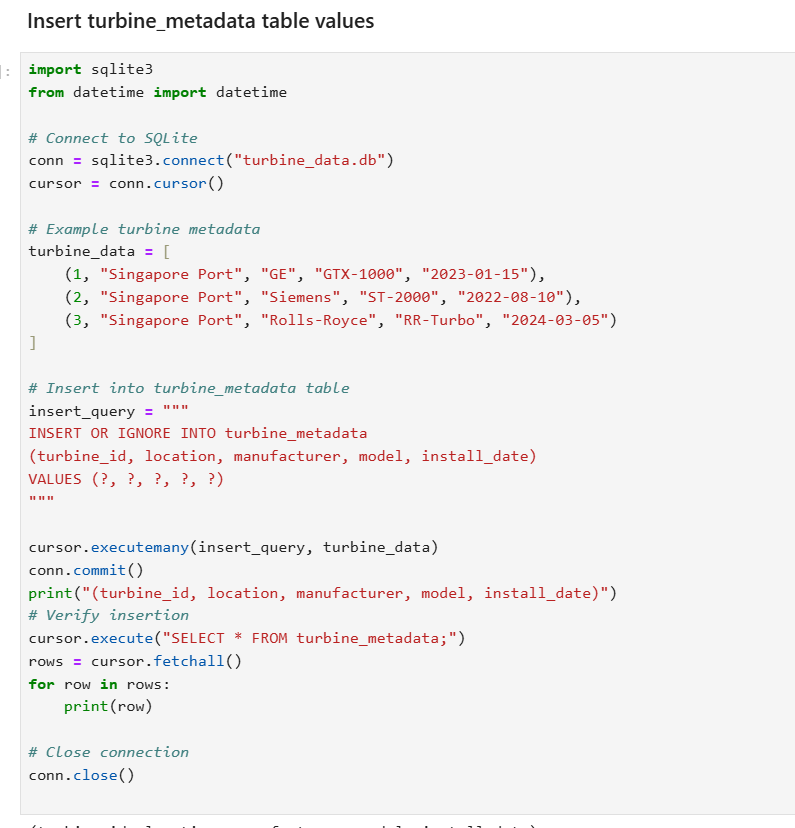 Insert turbine_metadata table values
]:
import sqlite3
from datetime import datetime
# Connect to SQLite
conn = sqlite3.connect("turbine_data.db")
cursor = conn.cursor()
# Example turbine metadata
turbine_data = [
    (1, "Singapore Port", "GE", "GTX-1000", "2023-01-15"),
    (2, "Singapore Port", "Siemens", "ST-2000", "2022-08-10"),
    (3, "Singapore Port", "Rolls-Royce", "RR-Turbo", "2024-03-05")
]
# Insert into turbine_metadata table
insert_query = """
INSERT OR IGNORE INTO turbine_metadata
(turbine_id, location, manufacturer, model, install_date)
VALUES (?, ?, ?, ?, ?)
"""
cursor.executemany(insert_query, turbine_data)
conn.commit()
print("(turbine_id, location, manufacturer, model, install_date)")
# Verify insertion
cursor.execute("SELECT * FROM turbine_metadata;")
rows = cursor.fetchall()
for row in rows:
    print(row)
# Close connection
conn.close()